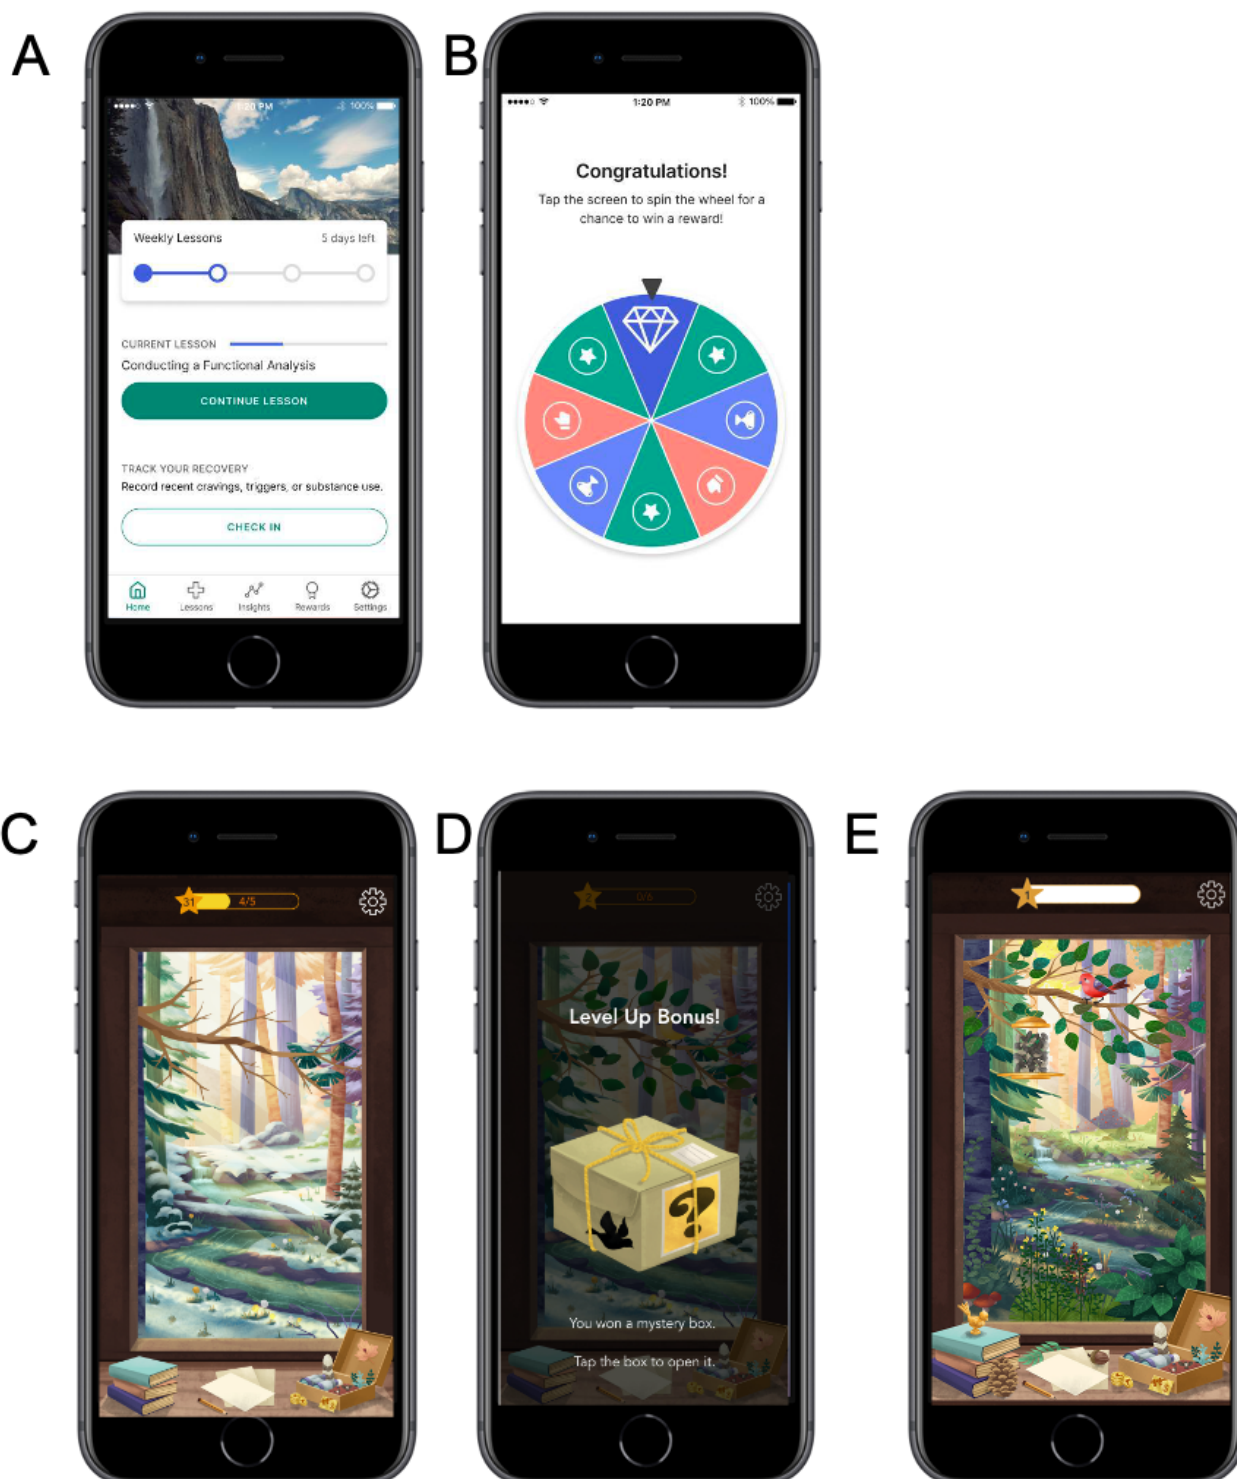 A
B
1:20 PM
100%
Weekly Lessons
5 days left
CURRENT LESSON
Conducting a Functional Analysis
CONTINUE LESSON
TRACK YOUR RECOVERY
Record recent cravings, triggers, or substance use.
CHECK IN
Home
Lessons
Insights
Rewards
Settings
1:20 PM
100%
Congratulations!
Tap the screen to spin the wheel for a
chance to win a reward!
C
D
E
31
4/5
0/6
Level Up Bonus!
?
You won a mystery box.
Tap the box to open it.
1